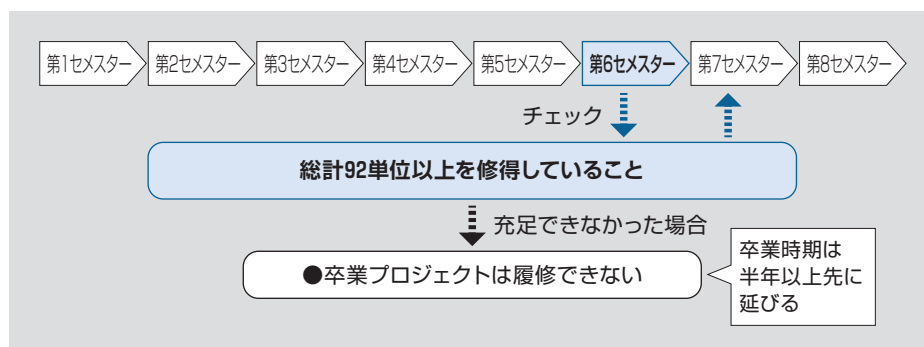 第1セメスター 第2セメスター 第3セメスター 第4セメスター 第5セメスター 第6セメスター 第7セメスター 第8セメスター
チェック
総計92単位以上を修得していること
充足できなかった場合
●卒業プロジェクトは履修できない
卒業時期は
半年以上先に
延びる